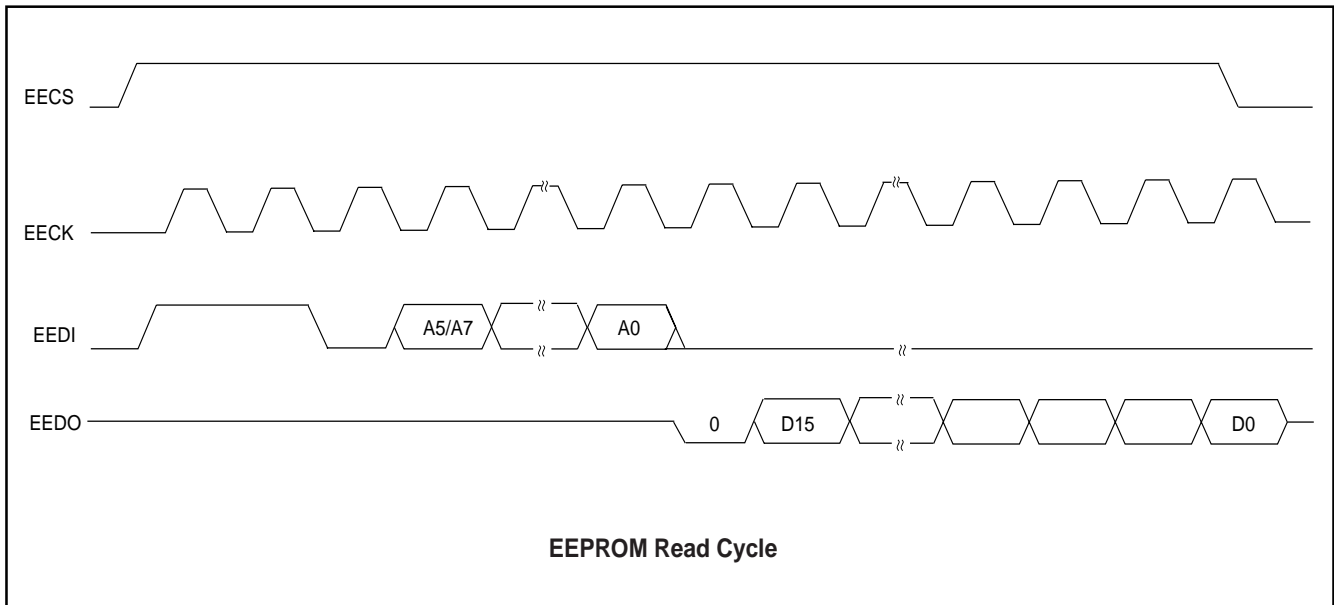 EECS
EECK
EEDI
A5/A7
A0
EEDO
0
D15
D0
EEPROM Read Cycle